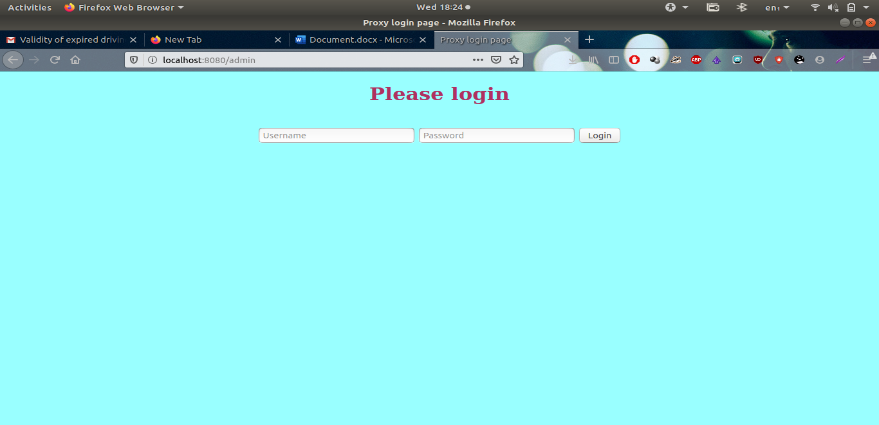 Activities Firefox Web Browser Wed 18:24 en
Proxy login page - Mozilla Firefox
Validity of expired drivin New Tab Document.docx - Micros Proxy login page
localhost:8080/admin
Please login
Username Password Login